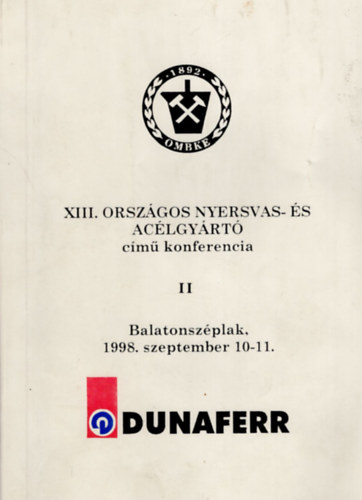 · 1892 ·
OMBKE
XIII. ORSZÁGOS NYERSVAS- ÉS
ACÉLGYÁRTÓ
című konferencia
II
Balatonszéplak,
1998. szeptember 10-11.
DUNAFERR